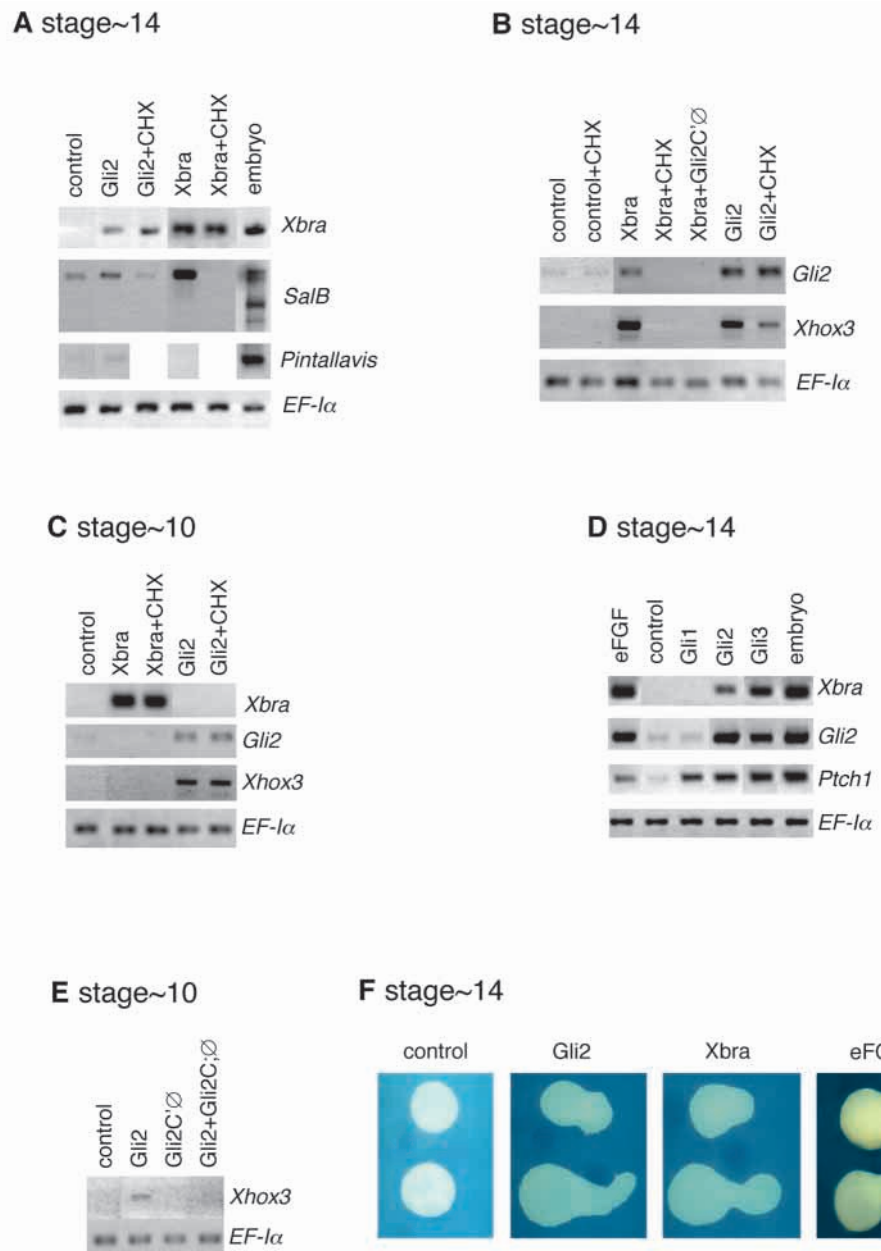 A stage~14
control
Gli2
Gli2+CHX
Xbra
Xbra+CHX
embryo
Xbra
SalB
Pintallavis
EF-Iα
B stage~14
control
control+CHX
Xbra
Xbra+CHX
Xbra+Gli2C'∅
Gli2
Gli2+CHX
Gli2
Xhox3
EF-Iα
C stage~10
control
Xbra
Xbra+CHX
Gli2
Gli2+CHX
Xbra
Gli2
Xhox3
EF-Iα
D stage~14
eFGF
control
Gli1
Gli2
Gli3
embryo
Xbra
Gli2
Ptch1
EF-Iα
E stage~10
control
Gli2
Gli2C'∅
Gli2+Gli2C;∅
Xhox3
EF-Iα
F stage~14
control
Gli2
Xbra